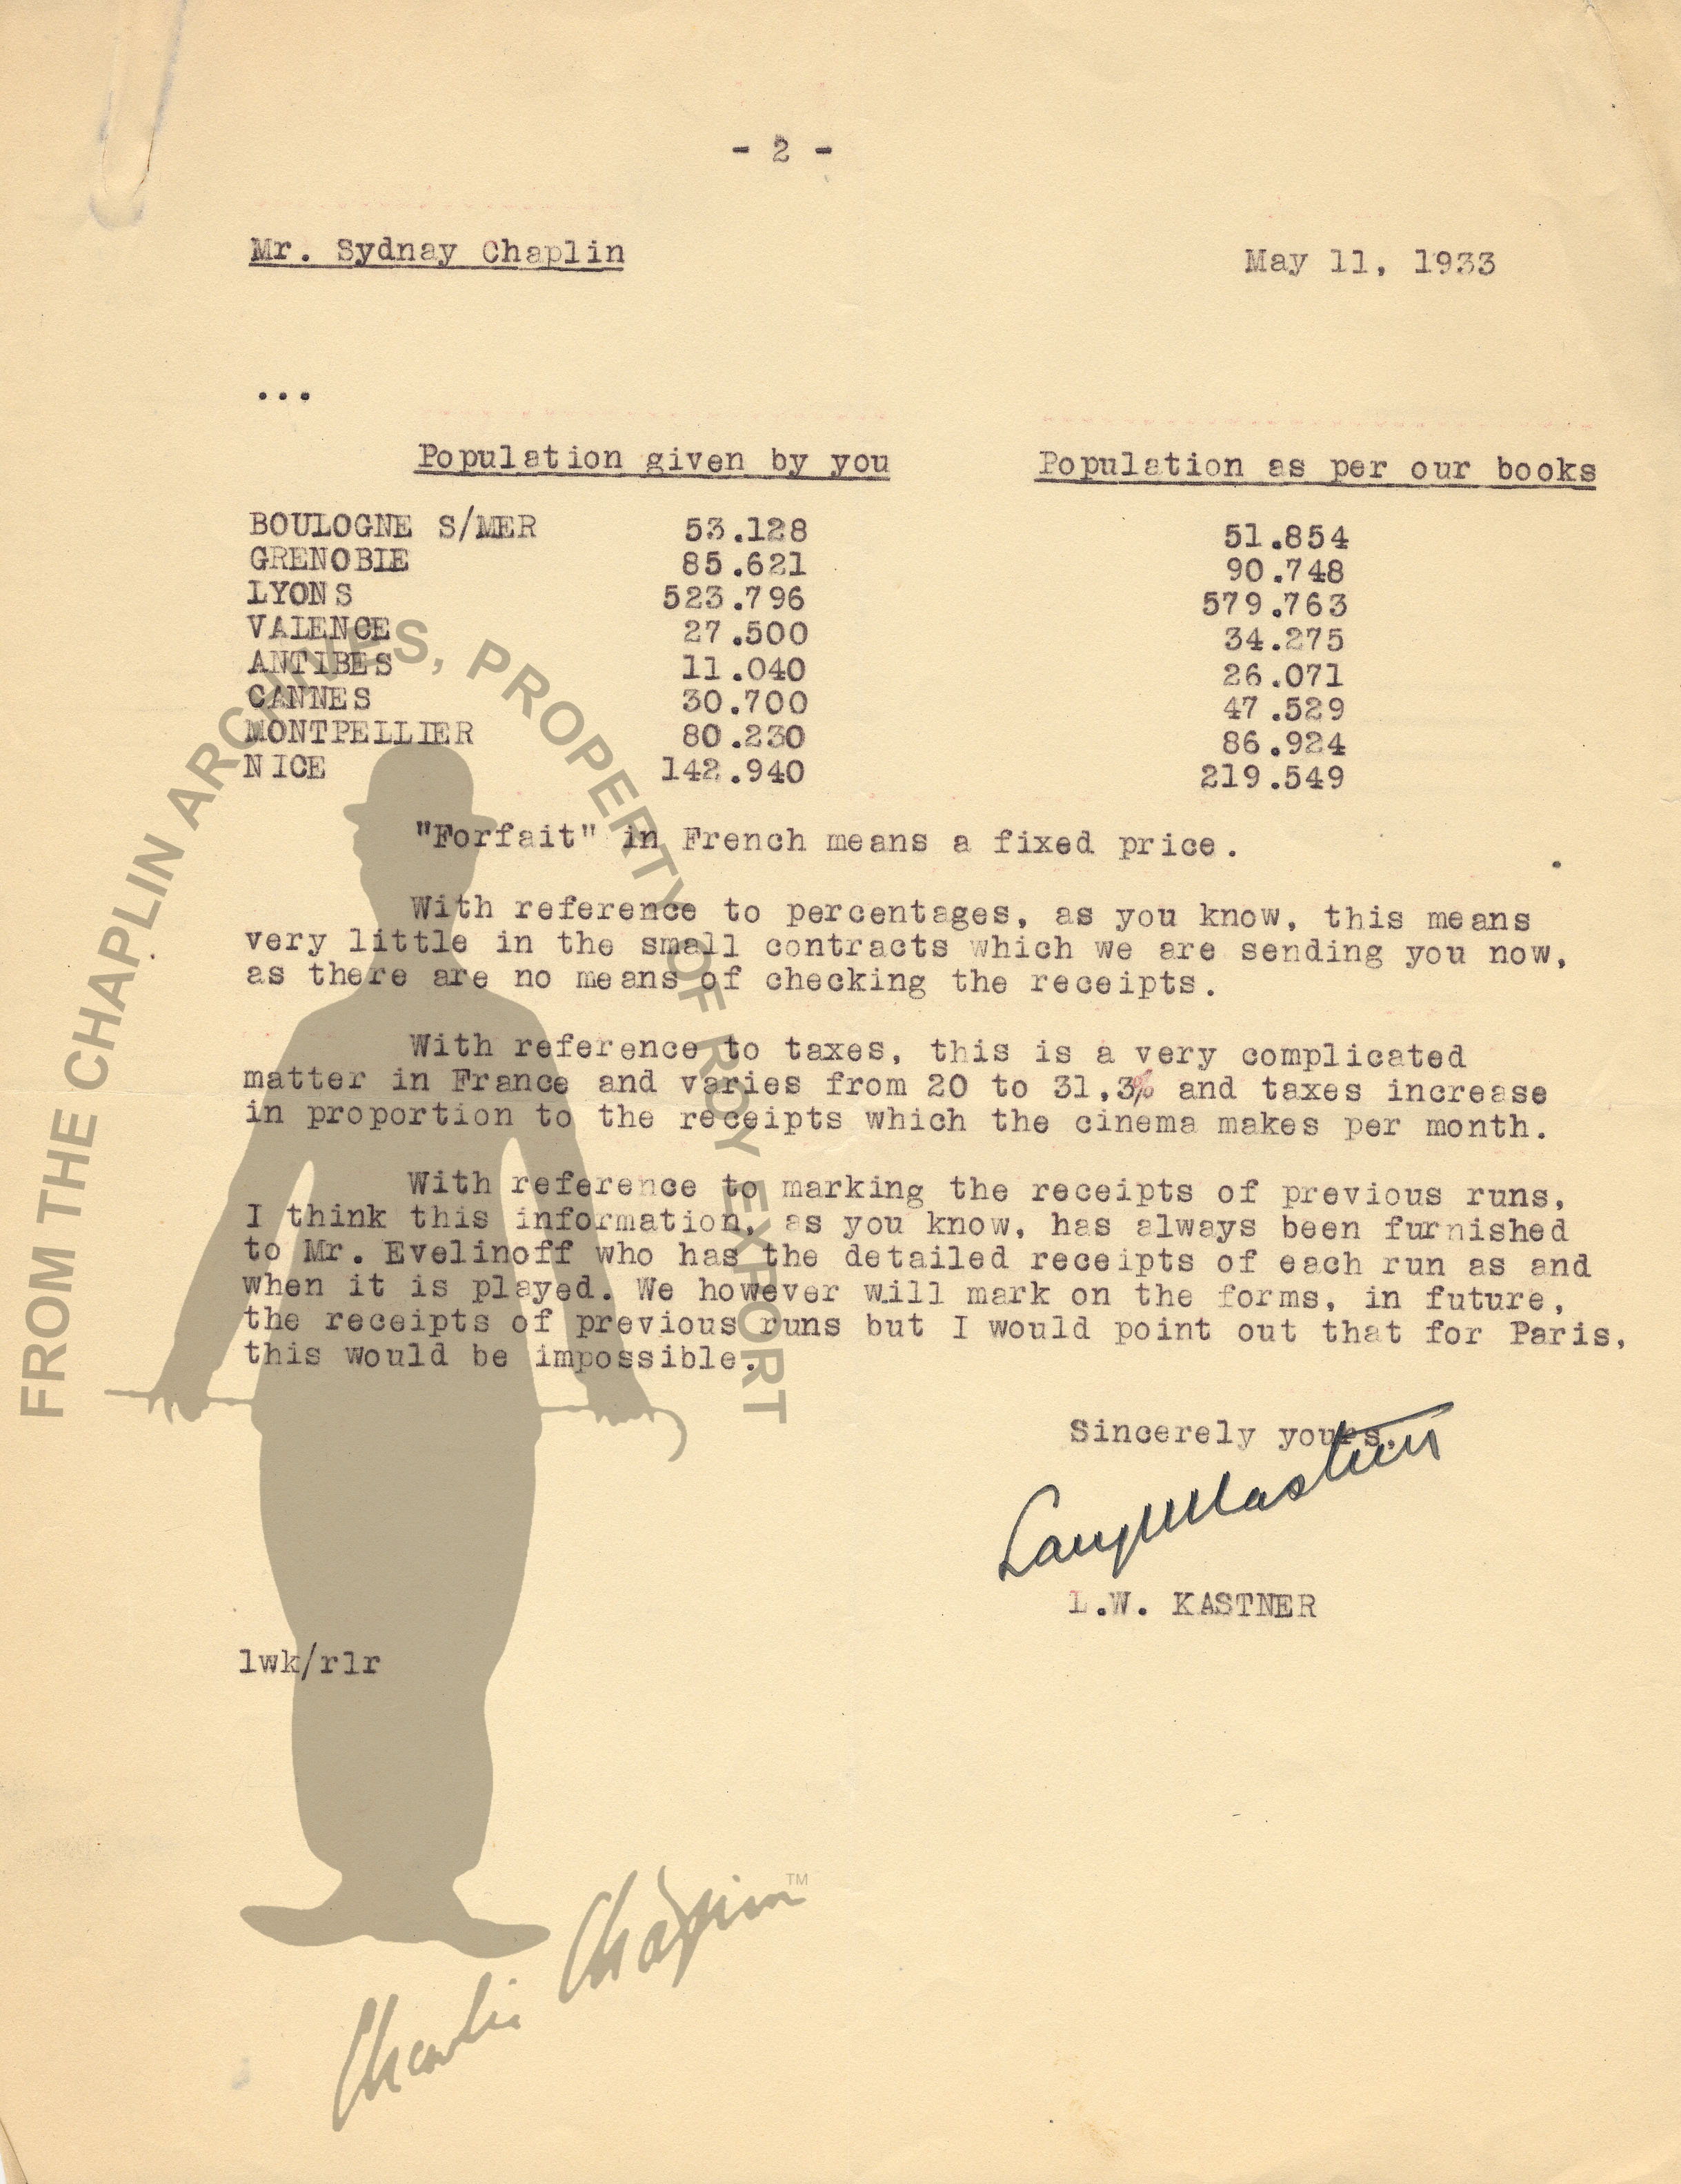 - 2 -
Mr. Sydnay Chaplin May 11, 1933
...
Population given by you Population as per our books
BOULOGNE S/MER 53.128 51.854
GRENOBLE 85.621 90.748
LYONS 523.796 579.763
VALENCE 27.500 34.275
ANTIBES 11.040 26.071
CANNES 30.700 47.529
MONTPELLIER 80.230 86.924
NICE 142.940 219.549
"Forfait" in French means a fixed price.
With reference to percentages, as you know, this means
very little in the small contracts which we are sending you now,
as there are no means of checking the receipts.
With reference to taxes, this is a very complicated
matter in France and varies from 20 to 31,3% and taxes increase
in proportion to the receipts which the cinema makes per month.
With reference to marking the receipts of previous runs,
I think this information, as you know, has always been furnished
to Mr. Evelinoff who has the detailed receipts of each run as and
when it is played. We however will mark on the forms, in future,
the receipts of previous runs but I would point out that for Paris,
this would be impossible.
Sincerely yours,
L.W. KASTNER
lwk/rlr
FROM THE CHAPLIN ARCHIVES, PROPERTY OF ROY EXPORT
Charlie Chaplin™